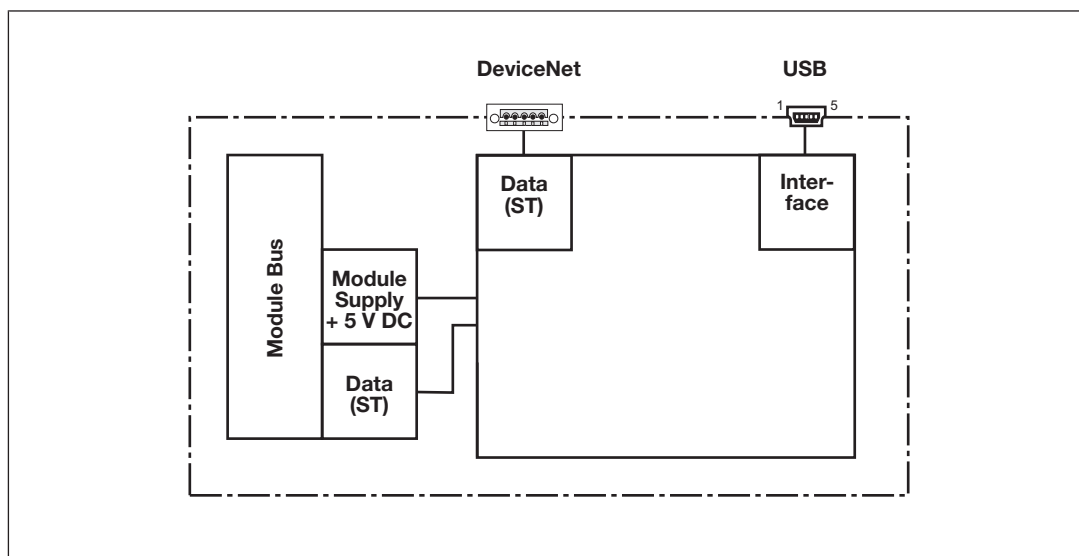 DeviceNet
USB
1
5
Data
(ST)
Inter-
face
Module Bus
Module
Supply
+ 5 V DC
Data
(ST)